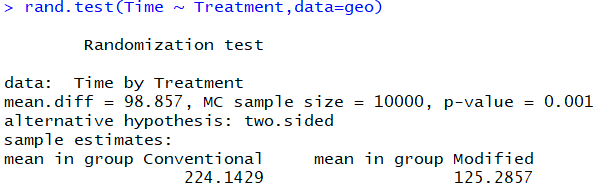 > rand.test(Time ~ Treatment,data=geo)
Randomization test
data:  Time by Treatment
mean.diff = 98.857, MC sample size = 10000, p-value = 0.001
alternative hypothesis: two.sided
sample estimates:
mean in group Conventional     mean in group Modified
224.1429                   125.2857